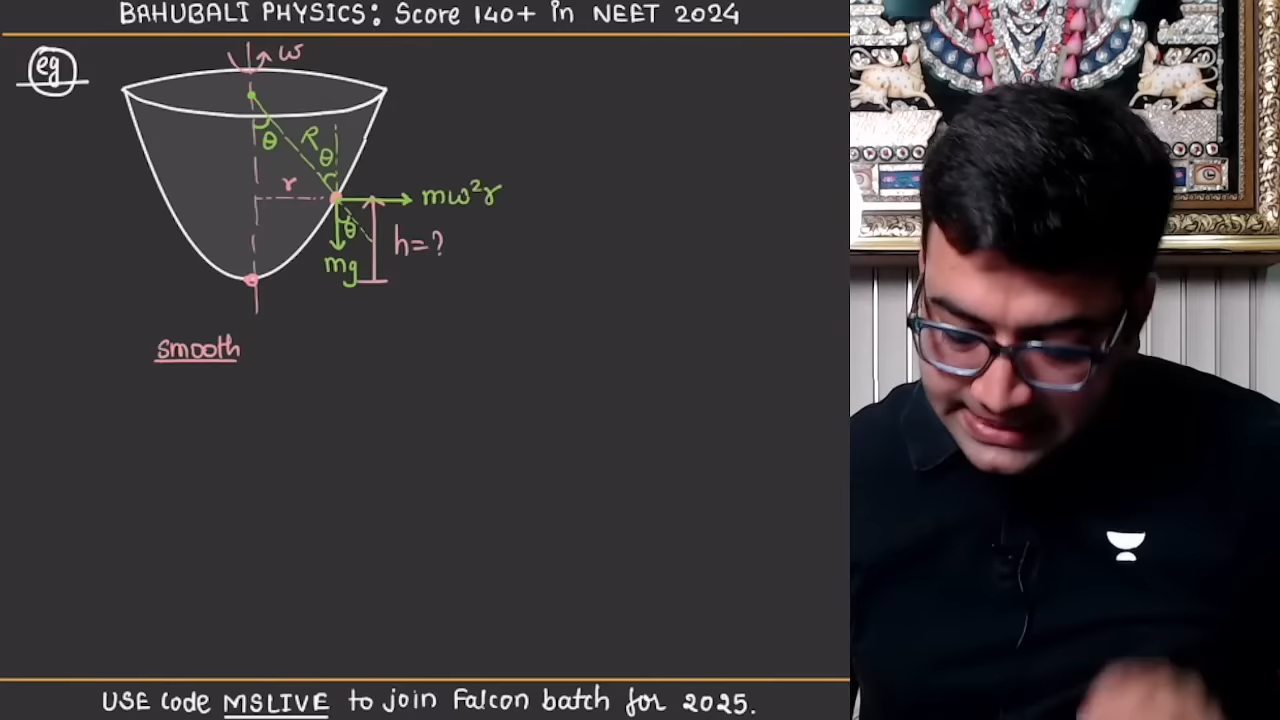 BAHUBALI PHYSICS: Score 140+ in NEET 2024
eg
ω
θ
R
θ
r
mω²r
θ
h=?
mg
smooth
USE Code MSLIVE to join Falcon batch for 2025.